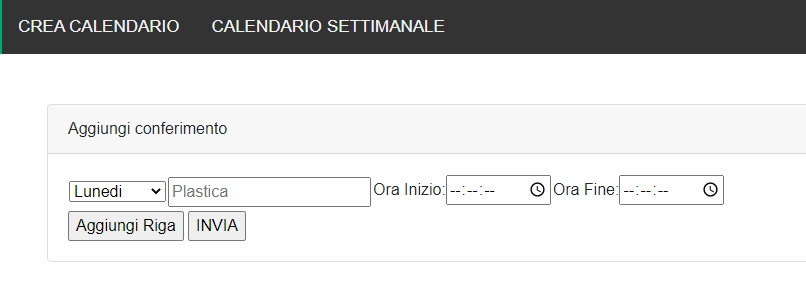 CREA CALENDARIO CALENDARIO SETTIMANALE
Aggiungi conferimento
Lunedi Plastica Ora Inizio: --:--:-- Ora Fine: --:--:--
Aggiungi Riga INVIA